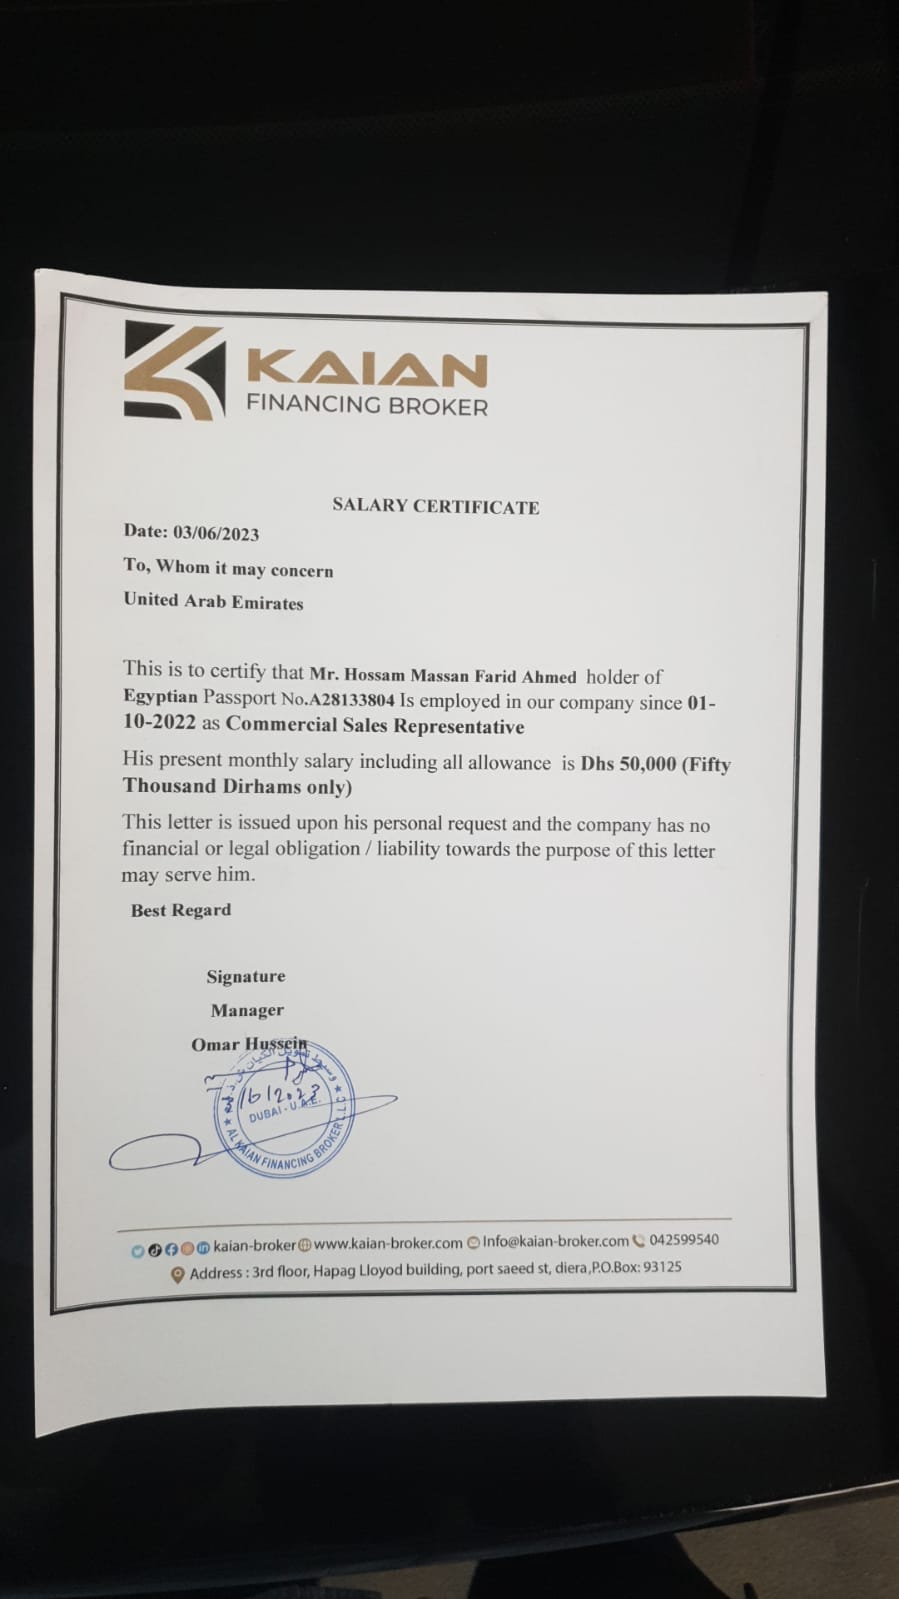 KAIAN
FINANCING BROKER
SALARY CERTIFICATE
Date: 03/06/2023
To, Whom it may concern
United Arab Emirates
This is to certify that Mr. Hossam Massan Farid Ahmed holder of
Egyptian Passport No.A28133804 Is employed in our company since 01-
10-2022 as Commercial Sales Representative
His present monthly salary including all allowance is Dhs 50,000 (Fifty
Thousand Dirhams only)
This letter is issued upon his personal request and the company has no
financial or legal obligation / liability towards the purpose of this letter
may serve him.
Best Regard
Signature
Manager
Omar Hussein
DUBAI - U.A.E.
AL KAIAN FINANCING BROKER L.L.C
kaian-broker www.kaian-broker.com Info@kaian-broker.com 042599540
Address : 3rd floor, Hapag Lloyod building, port saeed st, diera,P.O.Box: 93125